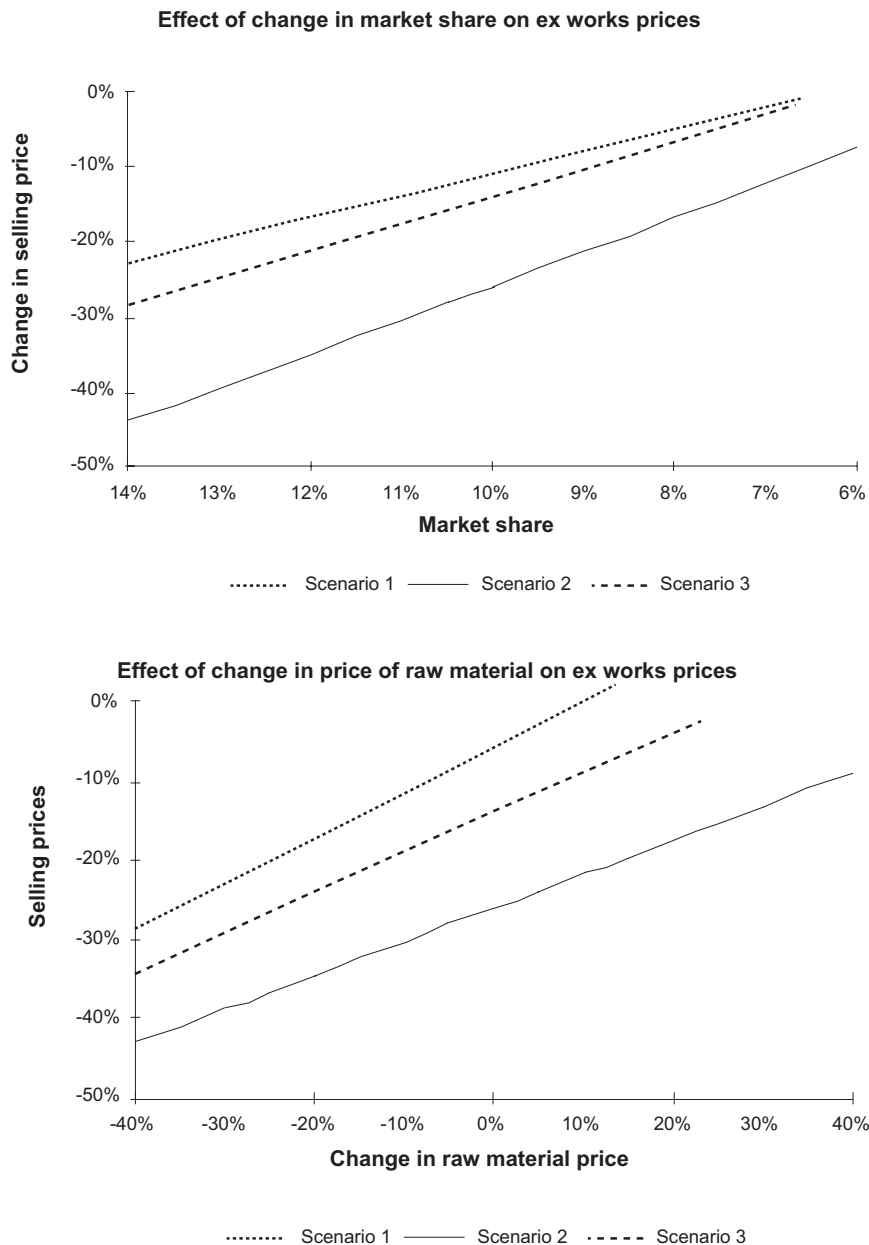 Effect of change in market share on ex works prices
Change in selling price
0%
-10%
-20%
-30%
-40%
-50%
14% 13% 12% 11% 10% 9% 8% 7% 6%
Market share
Scenario 1 Scenario 2 Scenario 3
Effect of change in price of raw material on ex works prices
Selling prices
0%
-10%
-20%
-30%
-40%
-50%
-40% -30% -20% -10% 0% 10% 20% 30% 40%
Change in raw material price
Scenario 1 Scenario 2 Scenario 3